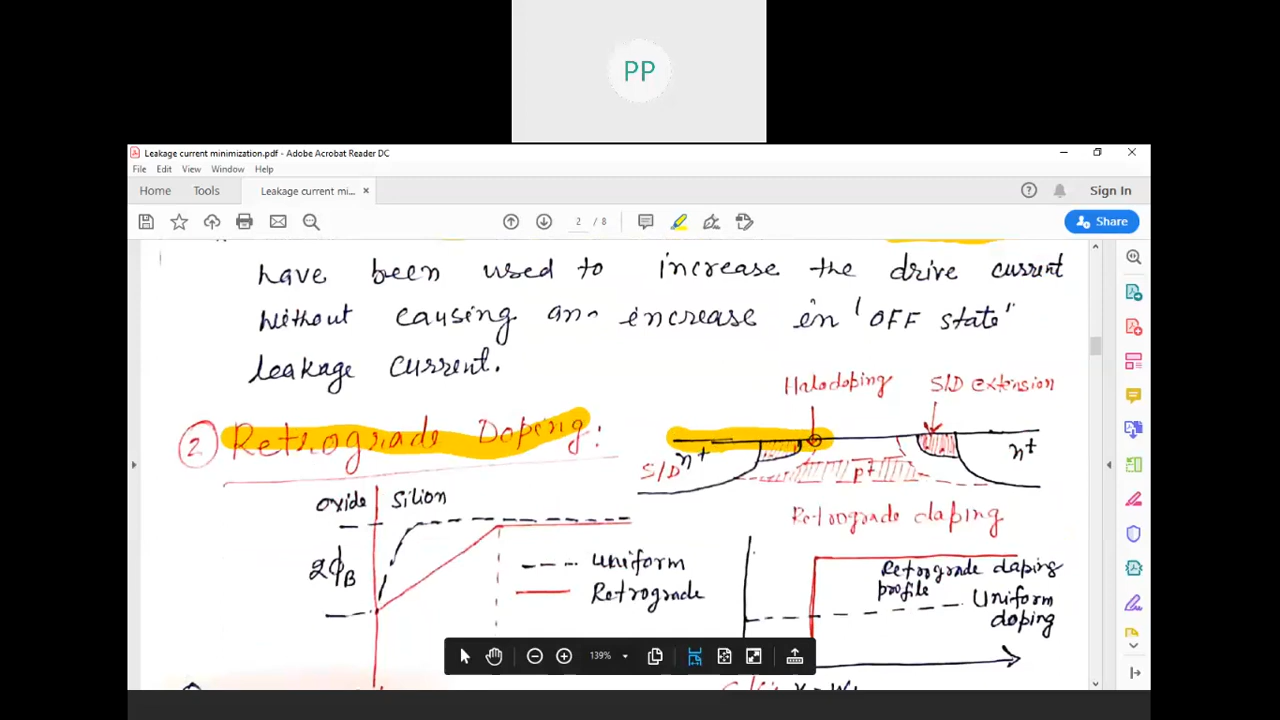 PP
Leakage current minimization.pdf - Adobe Acrobat Reader DC
File Edit View Window Help
Home Tools Leakage current mi... × Sign In
2 / 8 Share
have been used to increase the drive current
without causing an increase in "OFF state"
leakage current.
Halodoping S/D extension
② Retrograde Doping:
S/D n+ p+ n+
Retrograde doping
oxide Silion
2ϕB
Uniform
Retrograde
Retrograde doping
profile
Uniform
doping
139%